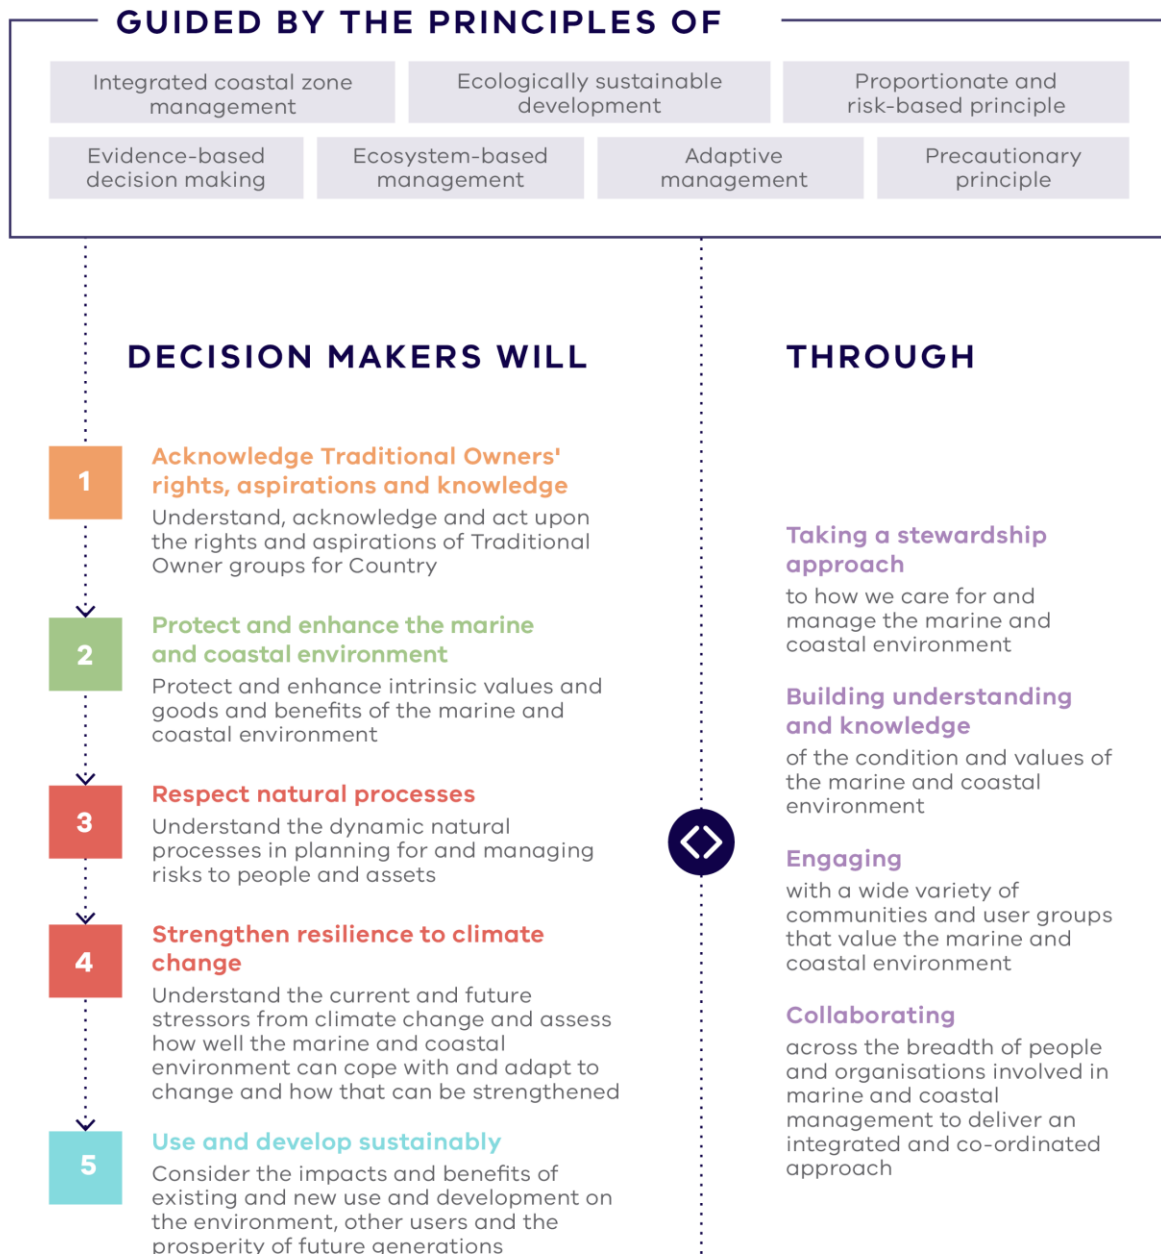 GUIDED BY THE PRINCIPLES OF
Integrated coastal zone
management
Ecologically sustainable
development
Proportionate and
risk-based principle
Evidence-based
decision making
Ecosystem-based
management
Adaptive
management
Precautionary
principle
DECISION MAKERS WILL
1
Acknowledge Traditional Owners'
rights, aspirations and knowledge
Understand, acknowledge and act upon
the rights and aspirations of Traditional
Owner groups for Country
2
Protect and enhance the marine
and coastal environment
Protect and enhance intrinsic values and
goods and benefits of the marine and
coastal environment
3
Respect natural processes
Understand the dynamic natural
processes in planning for and managing
risks to people and assets
4
Strengthen resilience to climate
change
Understand the current and future
stressors from climate change and assess
how well the marine and coastal
environment can cope with and adapt to
change and how that can be strengthened
5
Use and develop sustainably
Consider the impacts and benefits of
existing and new use and development on
the environment, other users and the
prosperity of future generations
THROUGH
Taking a stewardship
approach
to how we care for and
manage the marine and
coastal environment
Building understanding
and knowledge
of the condition and values of
the marine and coastal
environment
Engaging
with a wide variety of
communities and user groups
that value the marine and
coastal environment
Collaborating
across the breadth of people
and organisations involved in
marine and coastal
management to deliver an
integrated and co-ordinated
approach